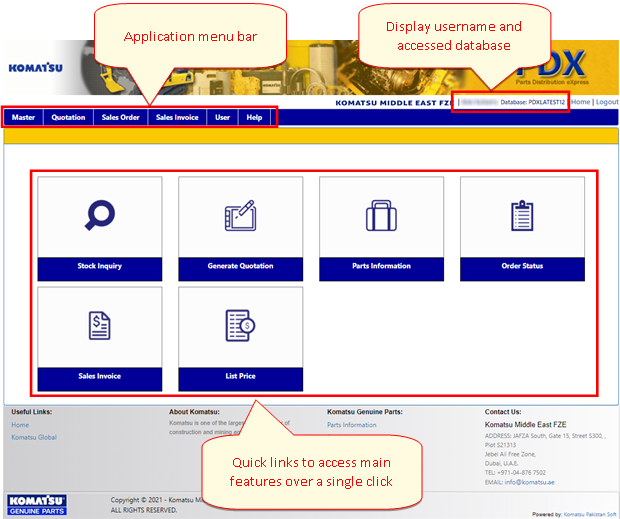 Application menu bar
Display username and
accessed database
KOMATSU
PDX
Parts Distribution eXpress
KOMATSU MIDDLE EAST FZE | Database: PDXLATEST12 | Home | Logout
Master Quotation Sales Order Sales Invoice User Help
Stock Inquiry Generate Quotation Parts Information Order Status
Sales Invoice List Price
Useful Links: About Komatsu: Komatsu Genuine Parts: Contact Us:
Home Komatsu is one of the larges of Parts Information Komatsu Middle East FZE
Komatsu Global construction and mining eq ADDRESS: JAFZA South, Gate 15, Street S300, ,
Plot S21313
Jebel Ali Free Zone,
Dubai, U.A.E.
TEL: +971-04-876 7502
EMAIL: info@komatsu.ae
Quick links to access main
features over a single click
KOMATSU
GENUINE PARTS
Copyright © 2021 - Komatsu M
ALL RIGHTS RESERVED.
Powered by: Komatsu Pakistan Soft